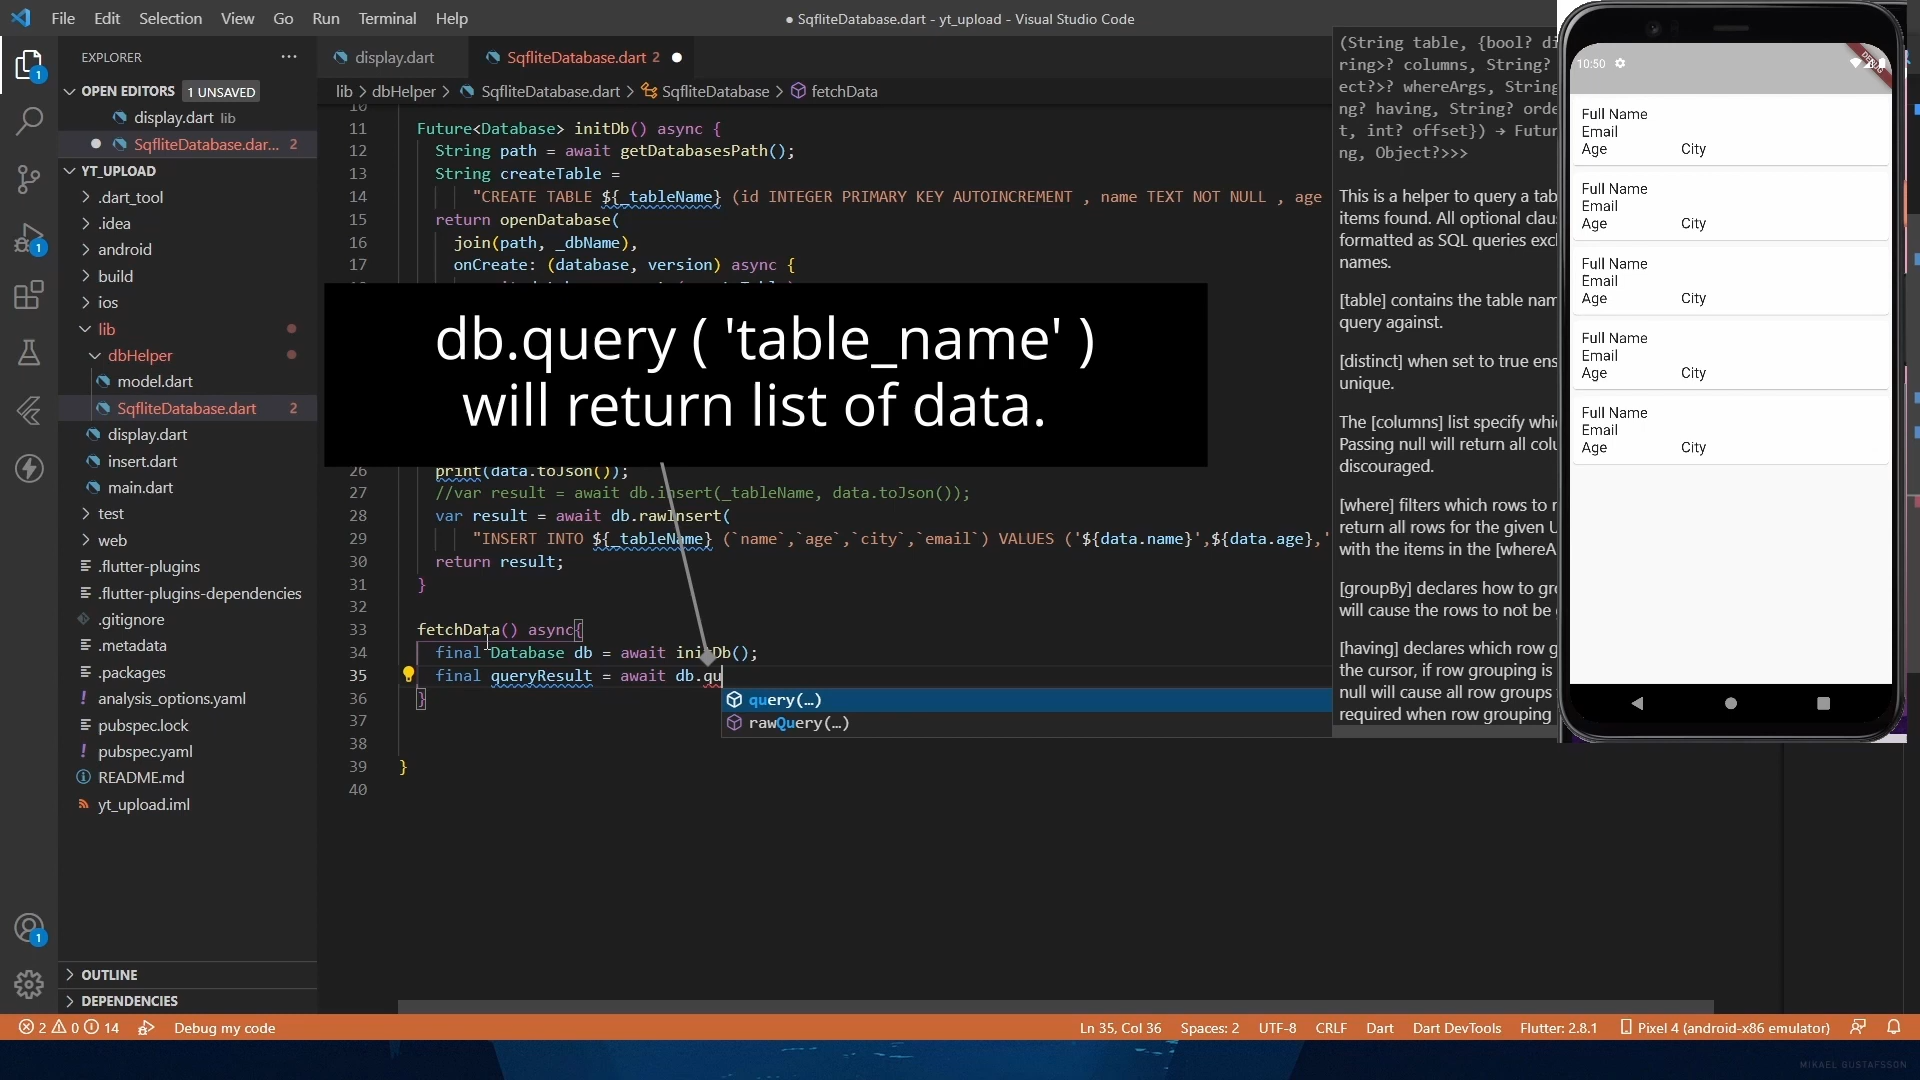 File Edit Selection View Go Run Terminal Help
● SqfliteDatabase.dart - yt_upload - Visual Studio Code
EXPLORER
OPEN EDITORS 1 UNSAVED
display.dart lib
SqfliteDatabase.dar... 2
YT_UPLOAD
.dart_tool
.idea
android
build
ios
lib
dbHelper
model.dart
SqfliteDatabase.dart 2
display.dart
insert.dart
main.dart
test
web
.flutter-plugins
.flutter-plugins-dependencies
.gitignore
.metadata
.packages
analysis_options.yaml
pubspec.lock
pubspec.yaml
README.md
yt_upload.iml
OUTLINE
DEPENDENCIES
display.dart
SqfliteDatabase.dart 2 ●
lib > dbHelper > SqfliteDatabase.dart > SqfliteDatabase > fetchData
10
11 Future<Database> initDb() async {
12 String path = await getDatabasesPath();
13 String createTable =
14 "CREATE TABLE ${_tableName} (id INTEGER PRIMARY KEY AUTOINCREMENT , name TEXT NOT NULL , age
15 return openDatabase(
16 join(path, _dbName),
17 onCreate: (database, version) async {
db.query ( 'table_name' )
will return list of data.
26 print(data.toJson());
27 //var result = await db.insert(_tableName, data.toJson());
28 var result = await db.rawInsert(
29 "INSERT INTO ${_tableName} (`name`,`age`,`city`,`email`) VALUES ('${data.name}',${data.age},'
30 return result;
31 }
32
33 fetchData() async{
34 final Database db = await initDb();
35 final queryResult = await db.qu
36 }
37
38
39 }
40
query(…)
rawQuery(…)
(String table, {bool? di
ring>? columns, String?
ect?>? whereArgs, String
ng? having, String? orde
t, int? offset}) → Futur
ng, Object?>>>
This is a helper to query a tab
items found. All optional clau
formatted as SQL queries exc
names.
[table] contains the table nam
query against.
[distinct] when set to true ens
unique.
The [columns] list specify whi
Passing null will return all colu
discouraged.
[where] filters which rows to r
return all rows for the given U
with the items in the [whereA
[groupBy] declares how to gr
will cause the rows to not be
[having] declares which row g
the cursor, if row grouping is
null will cause all row groups
required when row grouping
10:50
DEBUG
Full Name
Email
Age City
Full Name
Email
Age City
Full Name
Email
Age City
Full Name
Email
Age City
Full Name
Email
Age City
1
1
1
2 0 14 Debug my code
Ln 35, Col 36 Spaces: 2 UTF-8 CRLF Dart Dart DevTools Flutter: 2.8.1 Pixel 4 (android-x86 emulator)
MIKAEL GUSTAFSSON